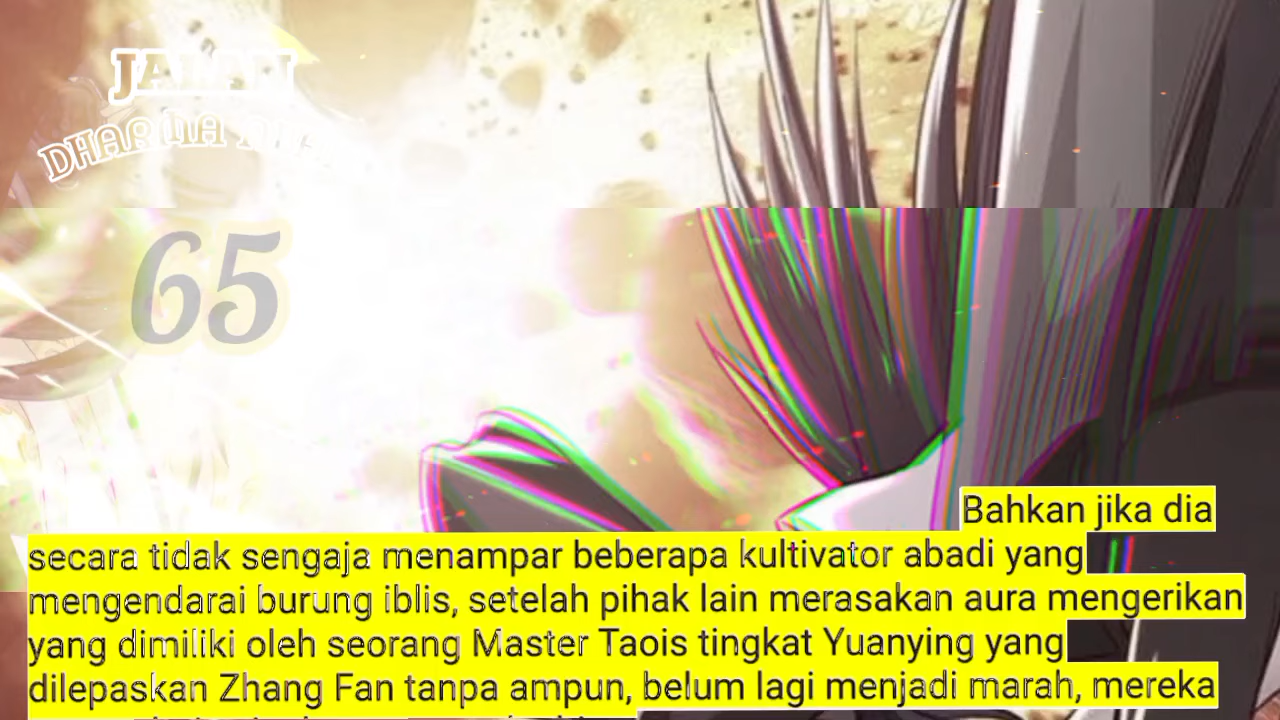 JALAN
DHARMA
65
Bahkan jika dia
secara tidak sengaja menampar beberapa kultivator abadi yang
mengendarai burung iblis, setelah pihak lain merasakan aura mengerikan
yang dimiliki oleh seorang Master Taois tingkat Yuanying yang
dilepaskan Zhang Fan tanpa ampun, belum lagi menjadi marah, mereka